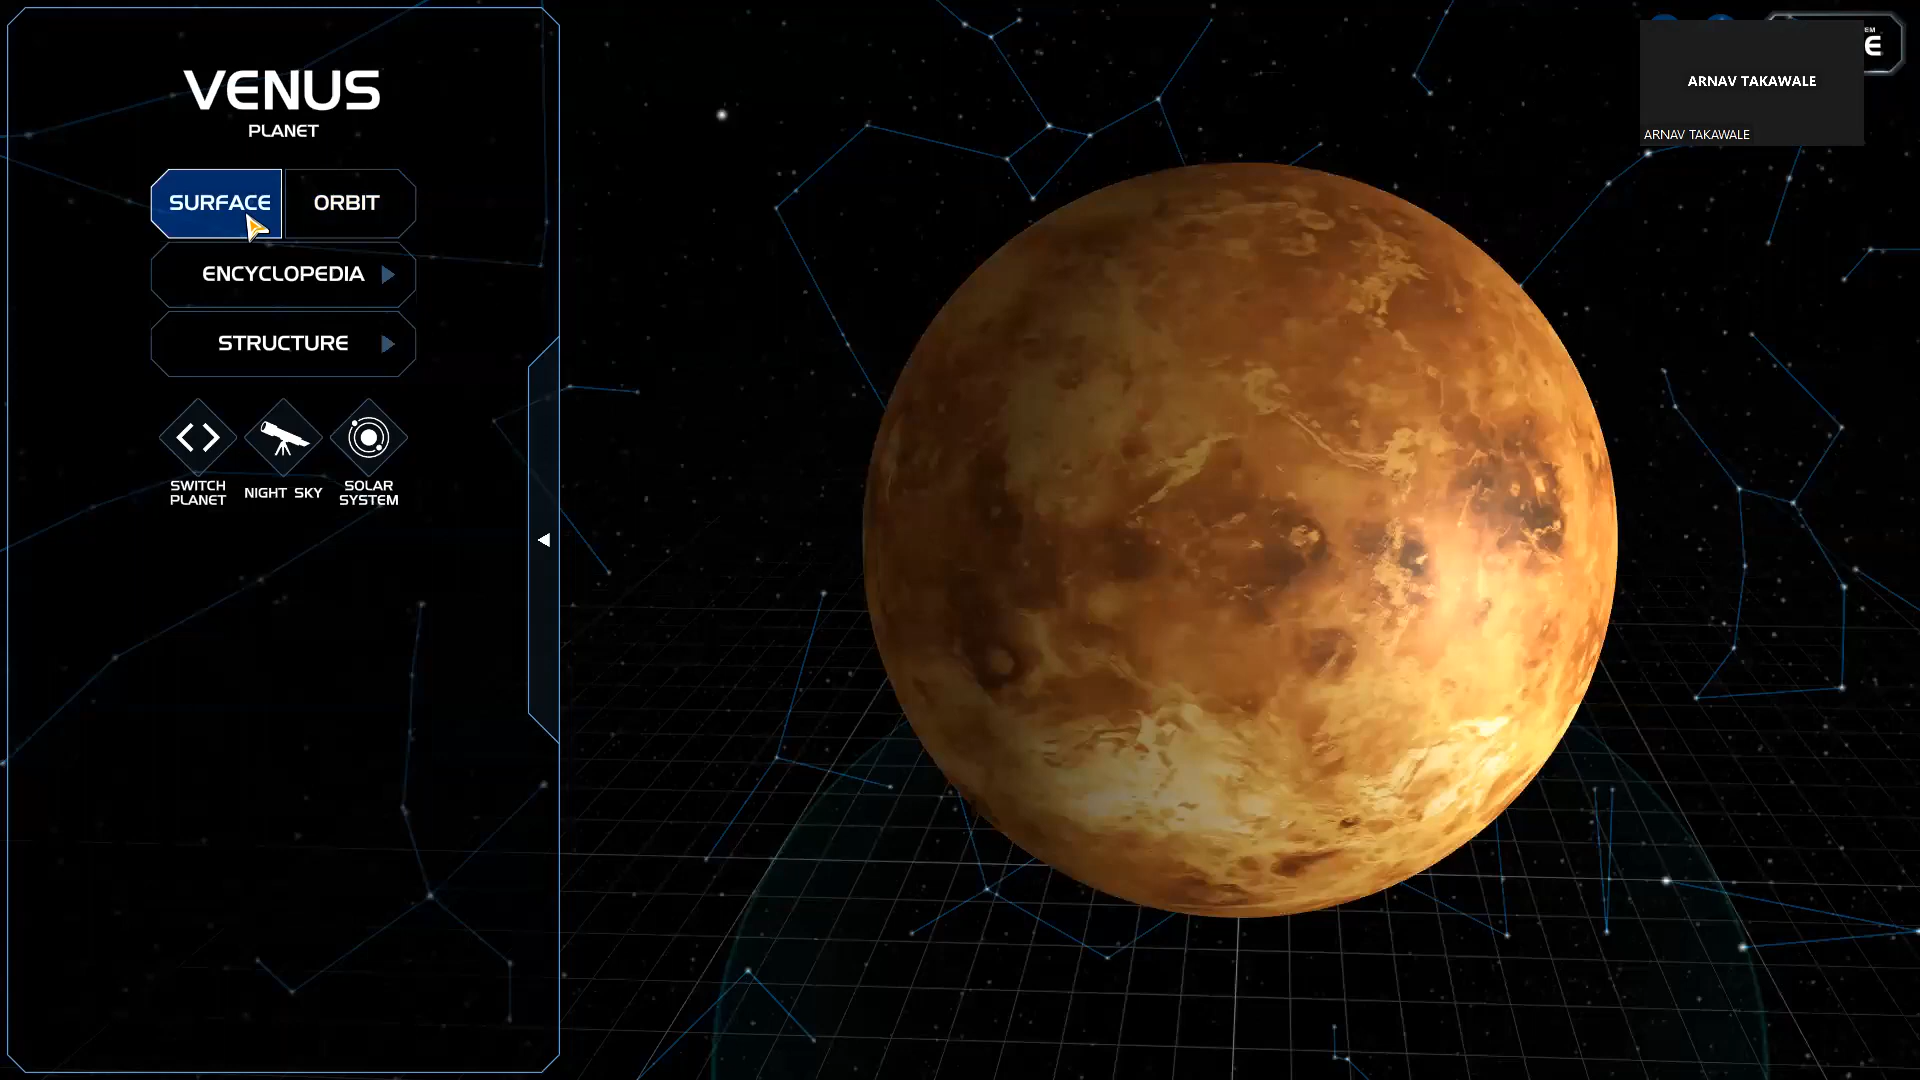 VENUS
PLANET
SURFACE
ORBIT
ENCYCLOPEDIA
STRUCTURE
SWITCH
PLANET
NIGHT SKY
SOLAR
SYSTEM
ARNAV TAKAWALE
ARNAV TAKAWALE